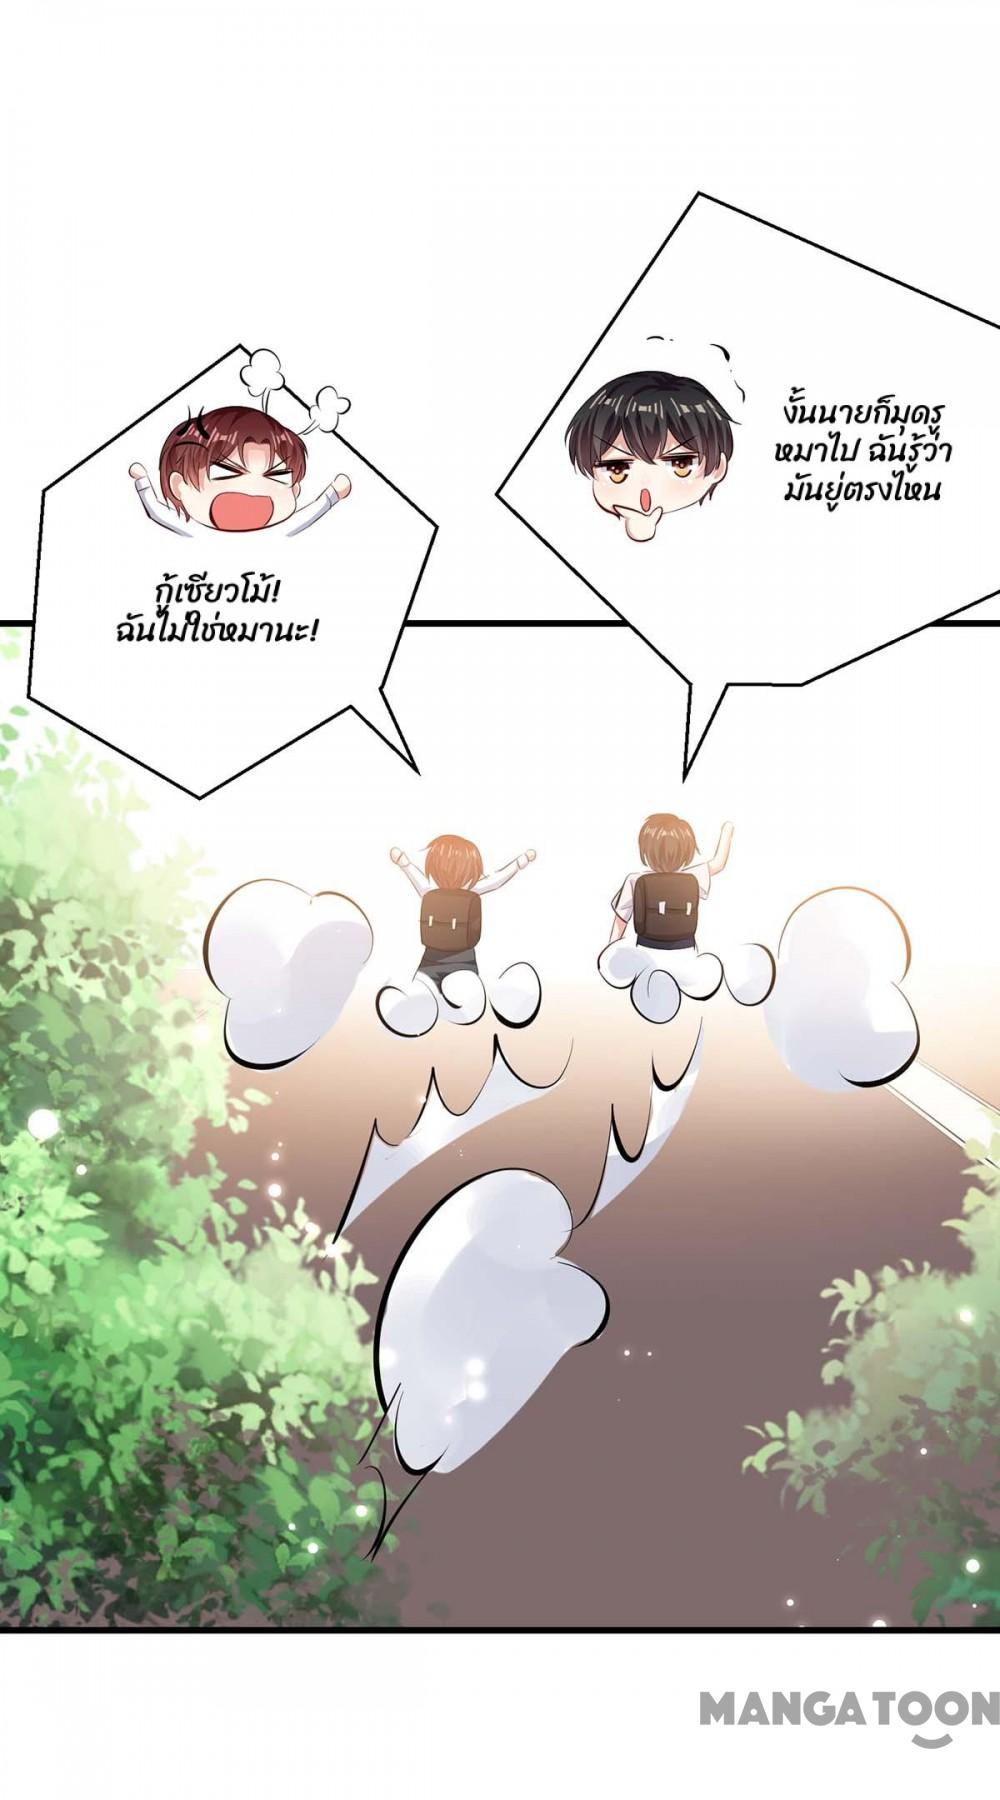 งั้นนายก็มุดรู
หมาไป ฉันรู้ว่า
มันยู่ตรงไหน
กู้เซียวโม้!
ฉันไม่ใช่หมานะ!
MANGATOON